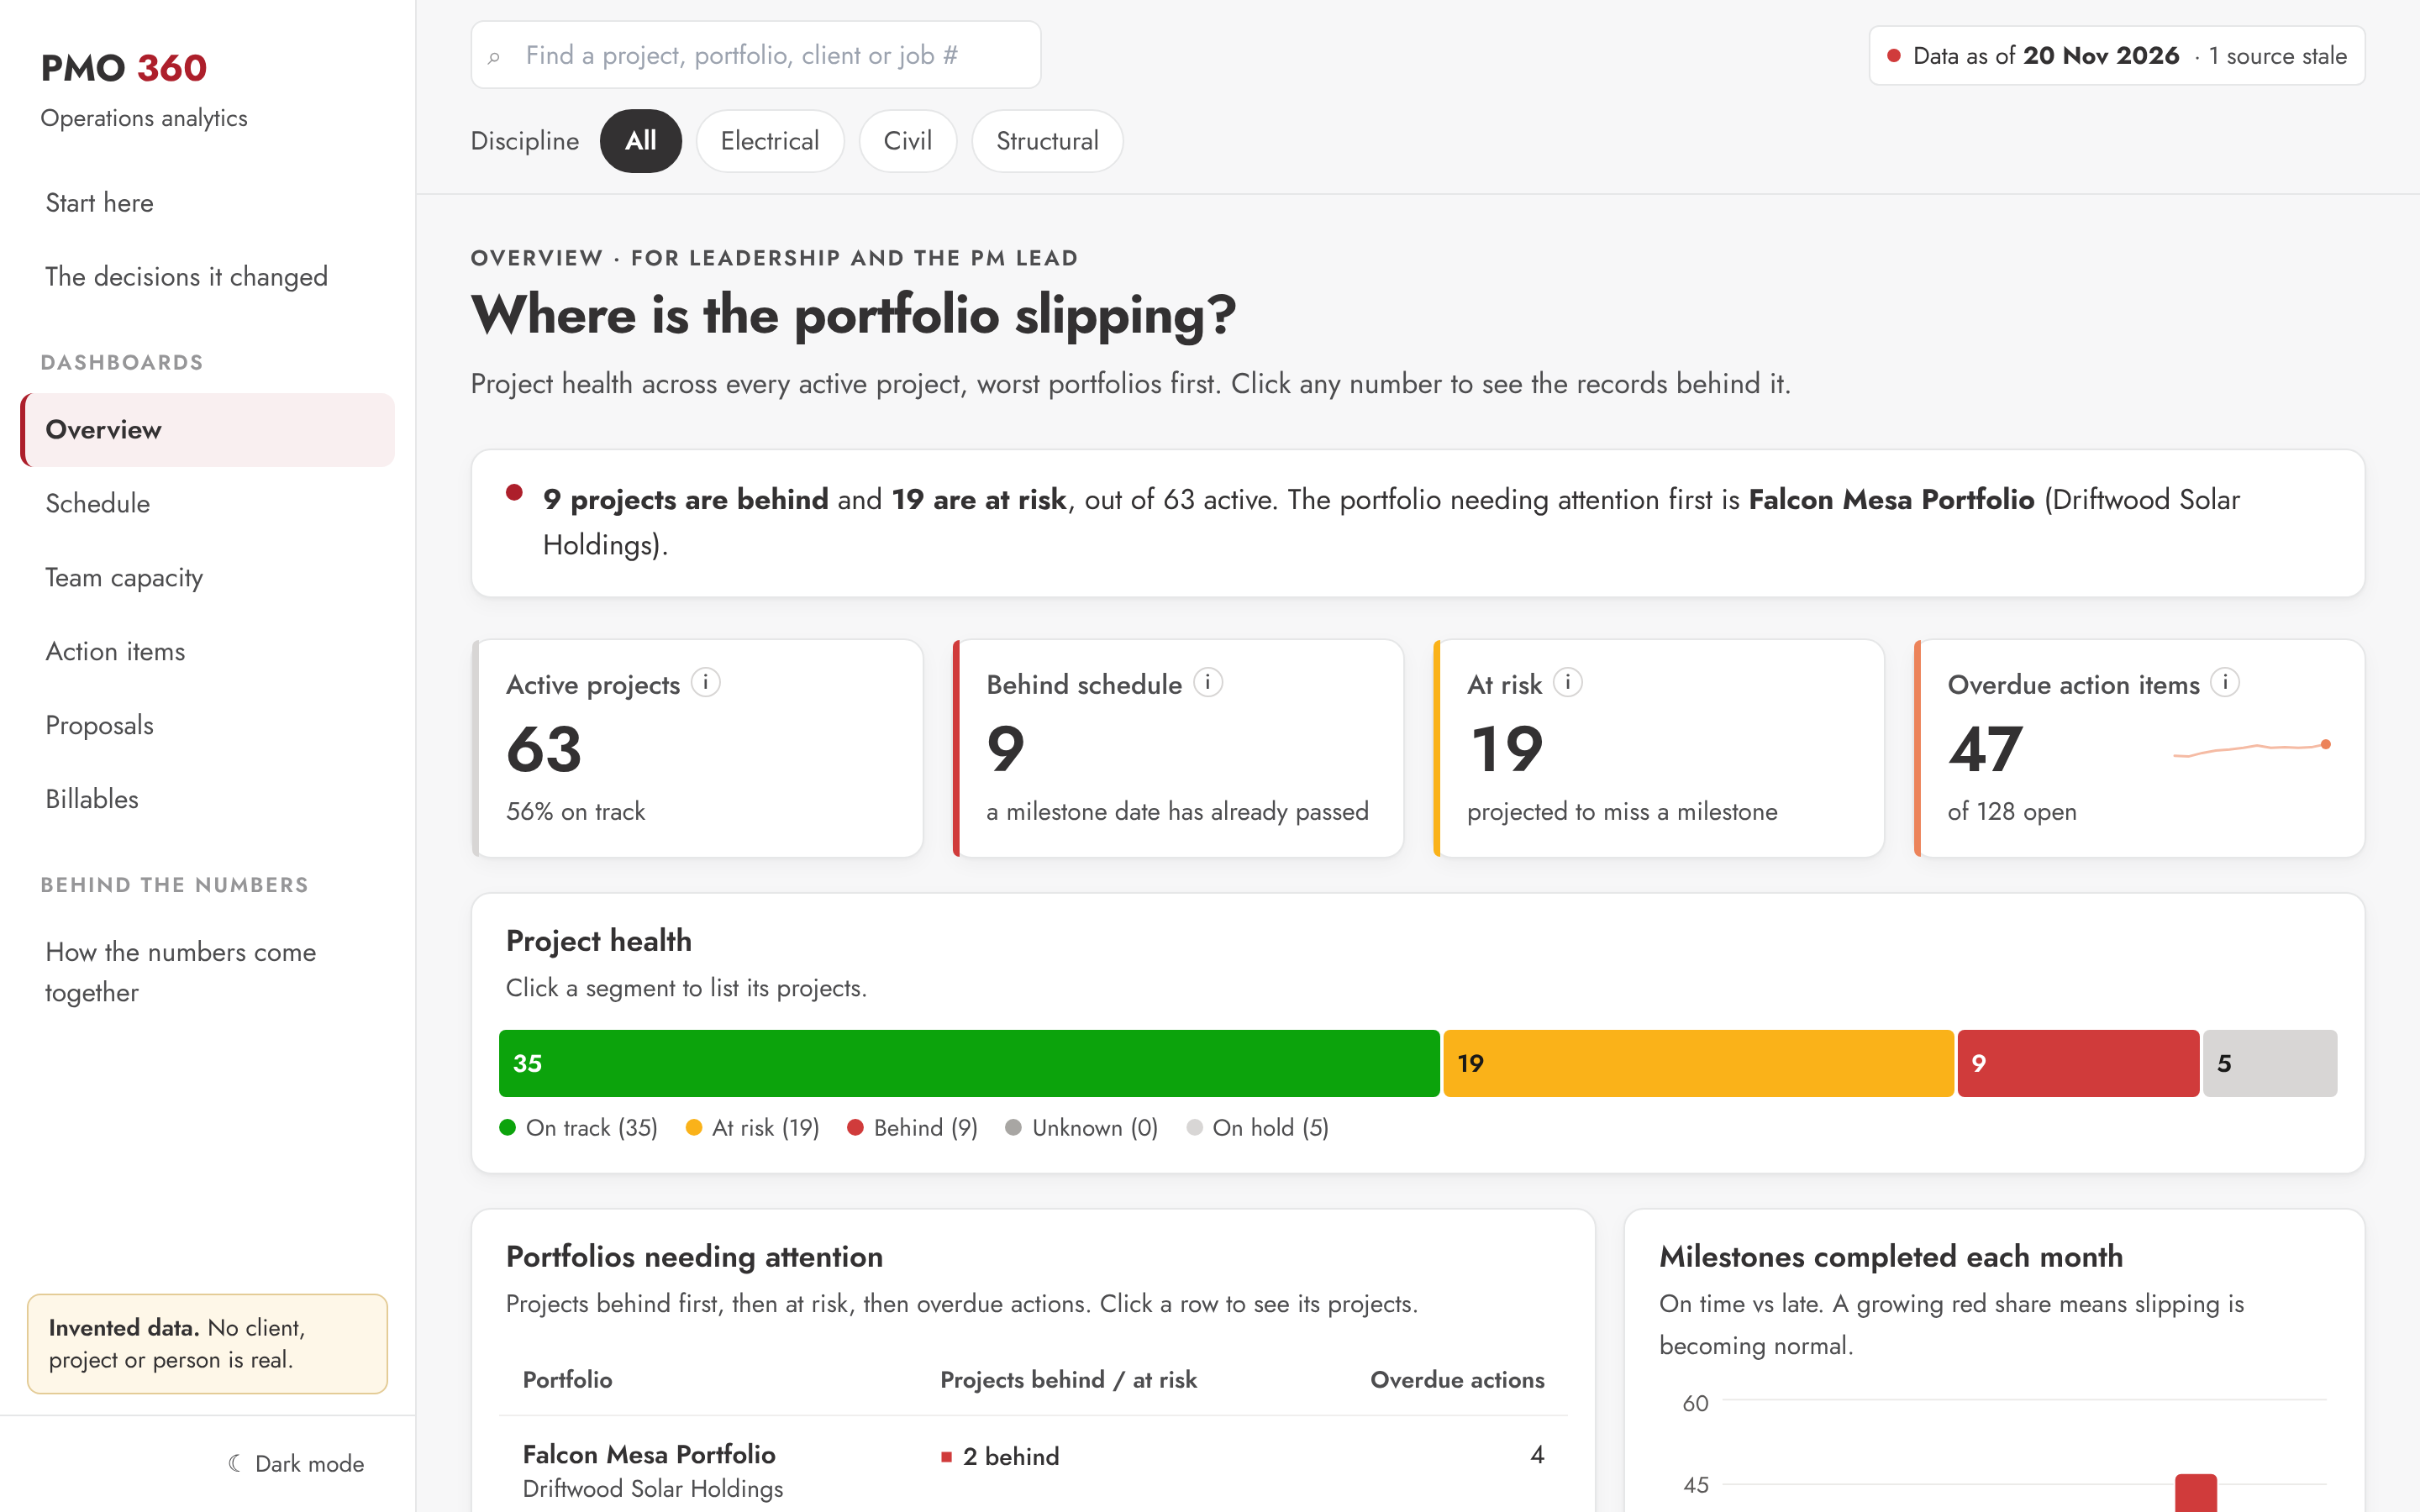 PMO 360
Operations analytics
Start here
The decisions it changed
DASHBOARDS
Overview
Schedule
Team capacity
Action items
Proposals
Billables
BEHIND THE NUMBERS
How the numbers come
together
Invented data. No client,
project or person is real.
☾ Dark mode
Find a project, portfolio, client or job #
Data as of 20 Nov 2026 · 1 source stale
Discipline All Electrical Civil Structural
OVERVIEW · FOR LEADERSHIP AND THE PM LEAD
Where is the portfolio slipping?
Project health across every active project, worst portfolios first. Click any number to see the records behind it.
9 projects are behind and 19 are at risk, out of 63 active. The portfolio needing attention first is Falcon Mesa Portfolio (Driftwood Solar
Holdings).
Active projects i
63
56% on track
Behind schedule i
9
a milestone date has already passed
At risk i
19
projected to miss a milestone
Overdue action items i
47
of 128 open
Project health
Click a segment to list its projects.
35 19 9 5
On track (35) At risk (19) Behind (9) Unknown (0) On hold (5)
Portfolios needing attention
Projects behind first, then at risk, then overdue actions. Click a row to see its projects.
Portfolio Projects behind / at risk Overdue actions
Falcon Mesa Portfolio 2 behind 4
Driftwood Solar Holdings
Milestones completed each month
On time vs late. A growing red share means slipping is
becoming normal.
60
45